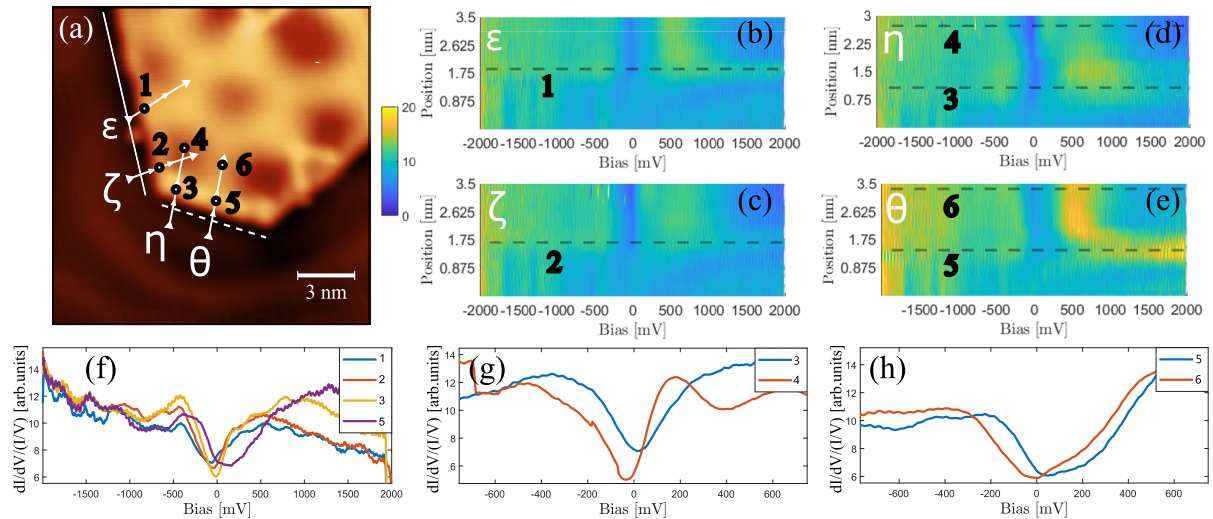 (a)
1
2
4
6
3
5
ε
ζ
η
θ
3 nm
20
10
0
Position [nm]
3.5
2.625
1.75
0.875
ε
(b)
1
-2000 -1500 -1000 -500 0 500 1000 2000
Bias [mV]
Position [nm]
3
2.25
1.5
0.75
η
(d)
4
3
-2000 -1500 -1000 -500 0 500 1000 2000
Bias [mV]
Position [nm]
3.5
2.625
1.75
0.875
ζ
(c)
2
-2000 -1500 -1000 -500 0 500 1000 2000
Bias [mV]
Position [nm]
3.5
2.625
1.75
0.875
θ
(e)
6
5
-1500 -1000 -500 0 500 1000 2000
Bias [mV]
dI/dV/(I/V) [arb.units]
14
12
10
8
6
(f)
1
2
3
5
-1500 -1000 -500 0 500 1000 1500 2000
Bias [mV]
dI/dV/(I/V) [arb.units]
14
12
10
8
6
(g)
3
4
-600 -400 -200 0 200 400 600
Bias [mV]
dI/dV/(I/V) [arb.units]
14
12
10
8
6
(h)
5
6
-600 -400 -200 0 200 400 600
Bias [mV]